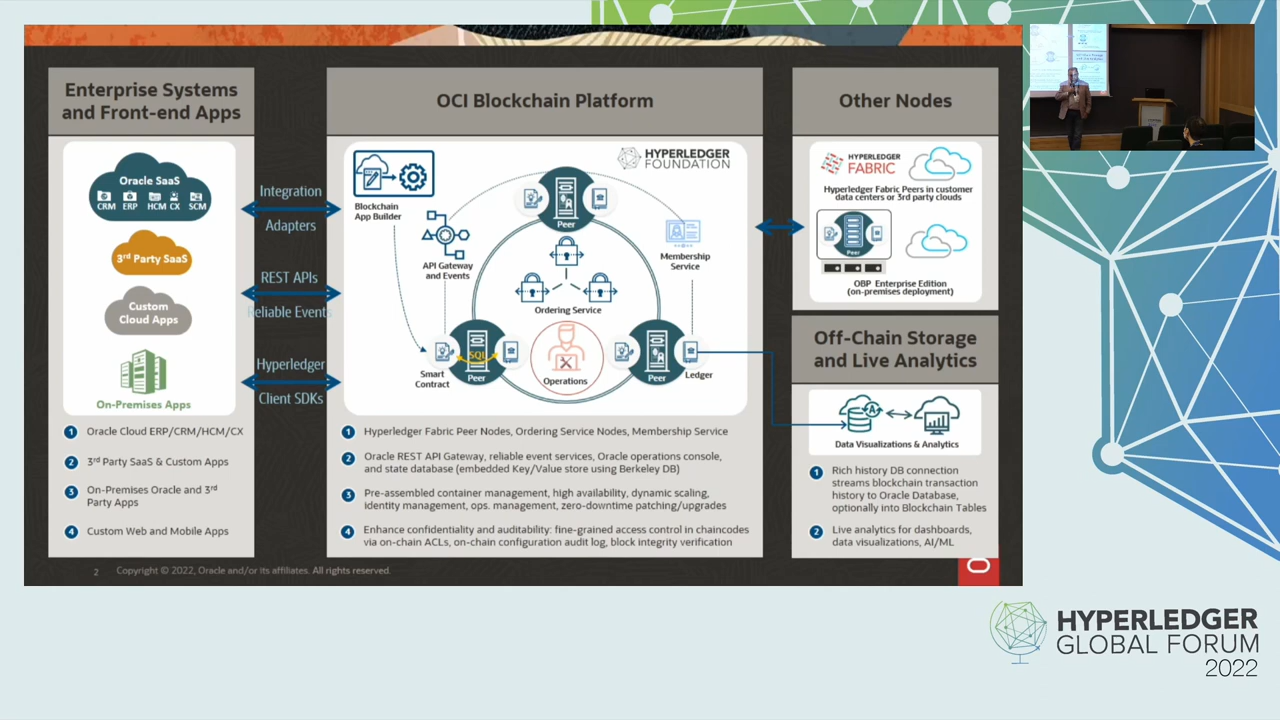 Enterprise Systems
and Front-end Apps
Oracle SaaS
CRM ERP HCM CX SCM
3rd Party SaaS
Custom
Cloud Apps
On-Premises Apps
1 Oracle Cloud ERP/CRM/HCM/CX
2 3rd Party SaaS & Custom Apps
3 On-Premises Oracle and 3rd
Party Apps
4 Custom Web and Mobile Apps
Integration
Adapters
REST APIs
Reliable Events
Hyperledger
Client SDKs
OCI Blockchain Platform
HYPERLEDGER
FOUNDATION
Blockchain
App Builder
API Gateway
and Events
Peer
Membership
Service
Ordering Service
SQL
Smart
Contract
Peer
Operations
Peer
Ledger
1 Hyperledger Fabric Peer Nodes, Ordering Service Nodes, Membership Service
2 Oracle REST API Gateway, reliable event services, Oracle operations console,
and state database (embedded Key/Value store using Berkeley DB)
3 Pre-assembled container management, high availability, dynamic scaling,
identity management, ops. management, zero-downtime patching/upgrades
4 Enhance confidentiality and auditability: fine-grained access control in chaincodes
via on-chain ACLs, on-chain configuration audit log, block integrity verification
Other Nodes
HYPERLEDGER
FABRIC
Hyperledger Fabric Peers in customer
data centers or 3rd party clouds
Peer
OBP Enterprise Edition
(on-premises deployment)
Off-Chain Storage
and Live Analytics
A
Data Visualizations & Analytics
1 Rich history DB connection
streams blockchain transaction
history to Oracle Database,
optionally into Blockchain Tables
2 Live analytics for dashboards,
data visualizations, AI/ML
2 Copyright © 2022, Oracle and/or its affiliates. All rights reserved.
HYPERLEDGER
GLOBAL FORUM
2022